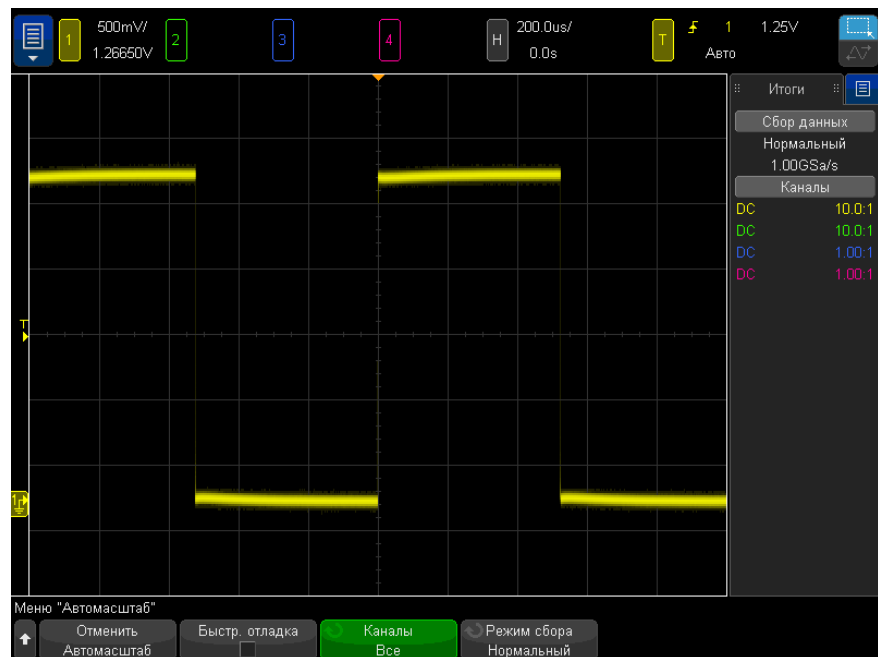 1 500mV/ 1.26650V 2 3 4 H 200.0us/ 0.0s T 1 1.25V Авто
Итоги
Сбор данных
Нормальный
1.00GSa/s
Каналы
DC 10.0:1
DC 10.0:1
DC 1.00:1
DC 1.00:1
T
1
Меню "Автомасштаб"
Отменить Автомасштаб
Быстр. отладка
Каналы Все
Режим сбора Нормальный